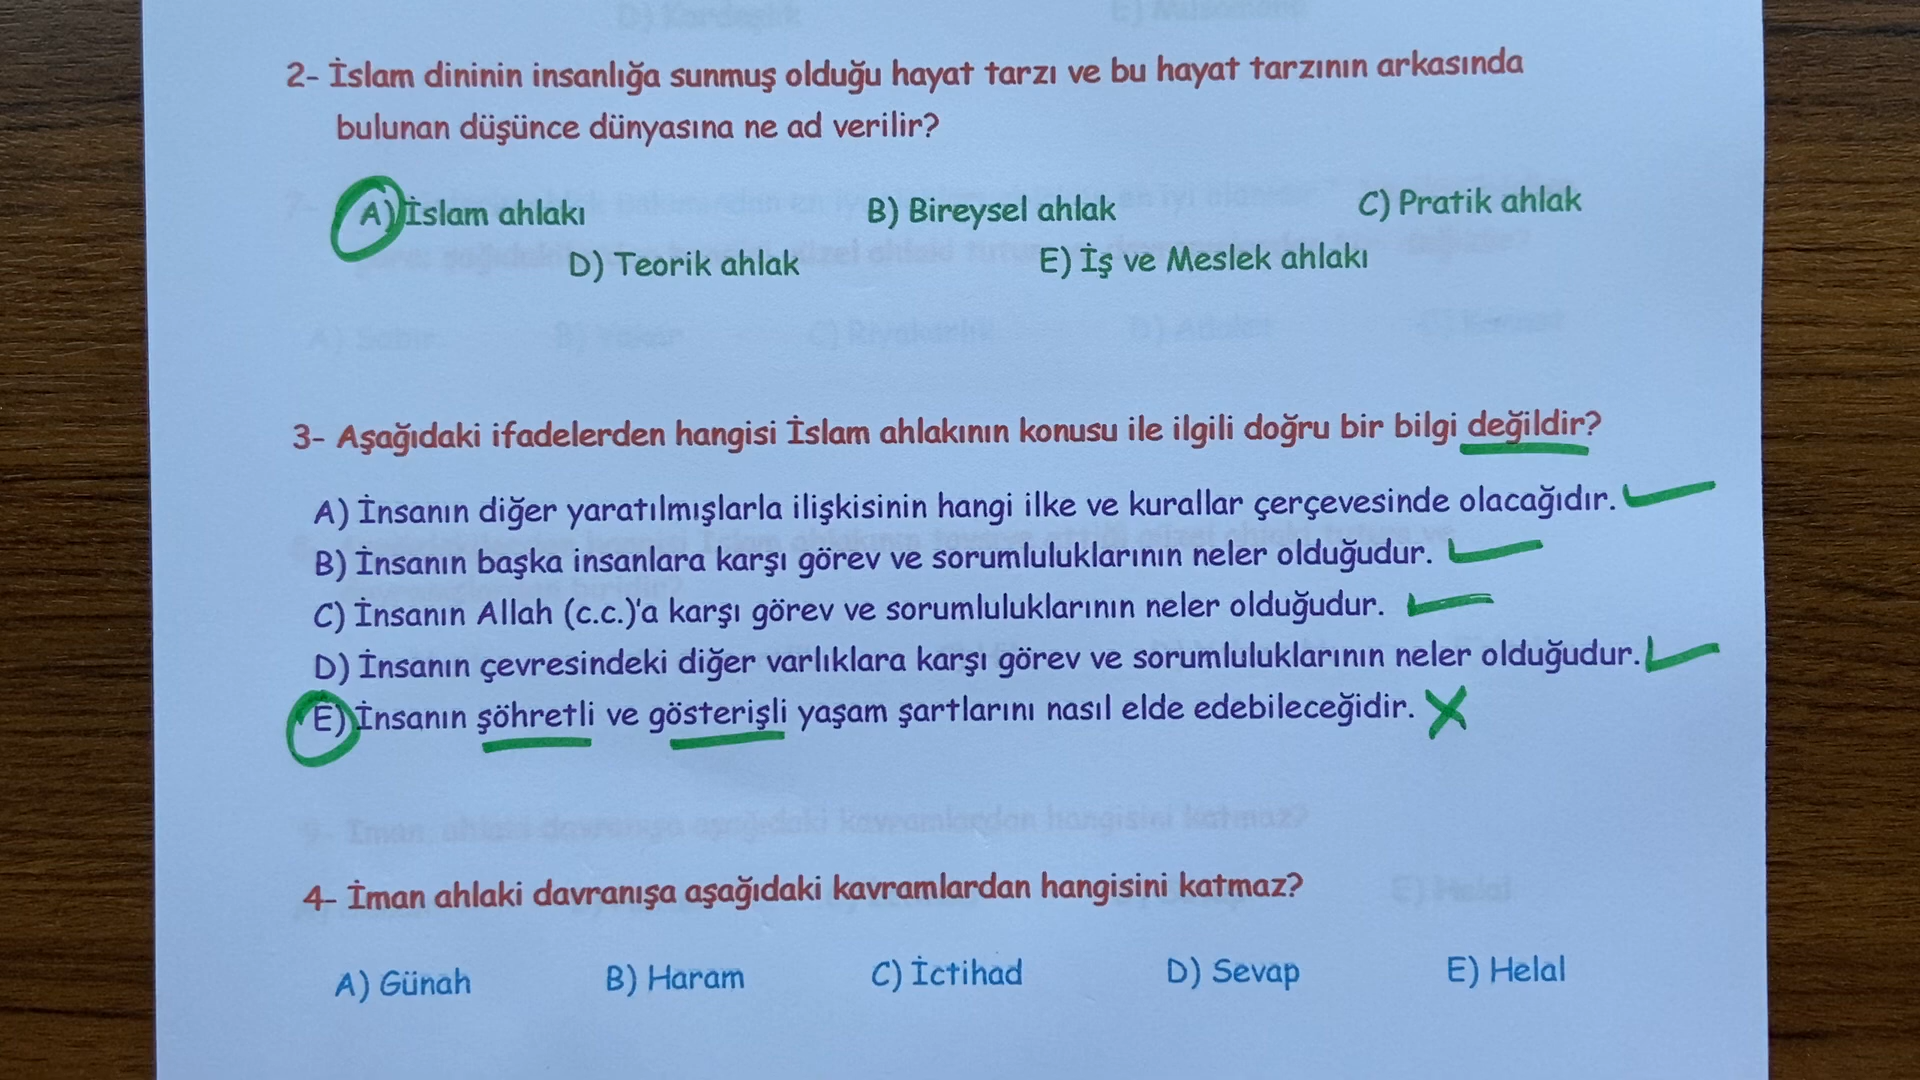 2- İslam dininin insanlığa sunmuş olduğu hayat tarzı ve bu hayat tarzının arkasında
bulunan düşünce dünyasına ne ad verilir?
A) İslam ahlakı B) Bireysel ahlak C) Pratik ahlak
D) Teorik ahlak E) İş ve Meslek ahlakı
3- Aşağıdaki ifadelerden hangisi İslam ahlakının konusu ile ilgili doğru bir bilgi değildir?
A) İnsanın diğer yaratılmışlarla ilişkisinin hangi ilke ve kurallar çerçevesinde olacağıdır.
B) İnsanın başka insanlara karşı görev ve sorumluluklarının neler olduğudur.
C) İnsanın Allah (c.c.)'a karşı görev ve sorumluluklarının neler olduğudur.
D) İnsanın çevresindeki diğer varlıklara karşı görev ve sorumluluklarının neler olduğudur.
E) İnsanın şöhretli ve gösterişli yaşam şartlarını nasıl elde edebileceğidir.
4- İman ahlaki davranışa aşağıdaki kavramlardan hangisini katmaz?
A) Günah B) Haram C) İctihad D) Sevap E) Helal